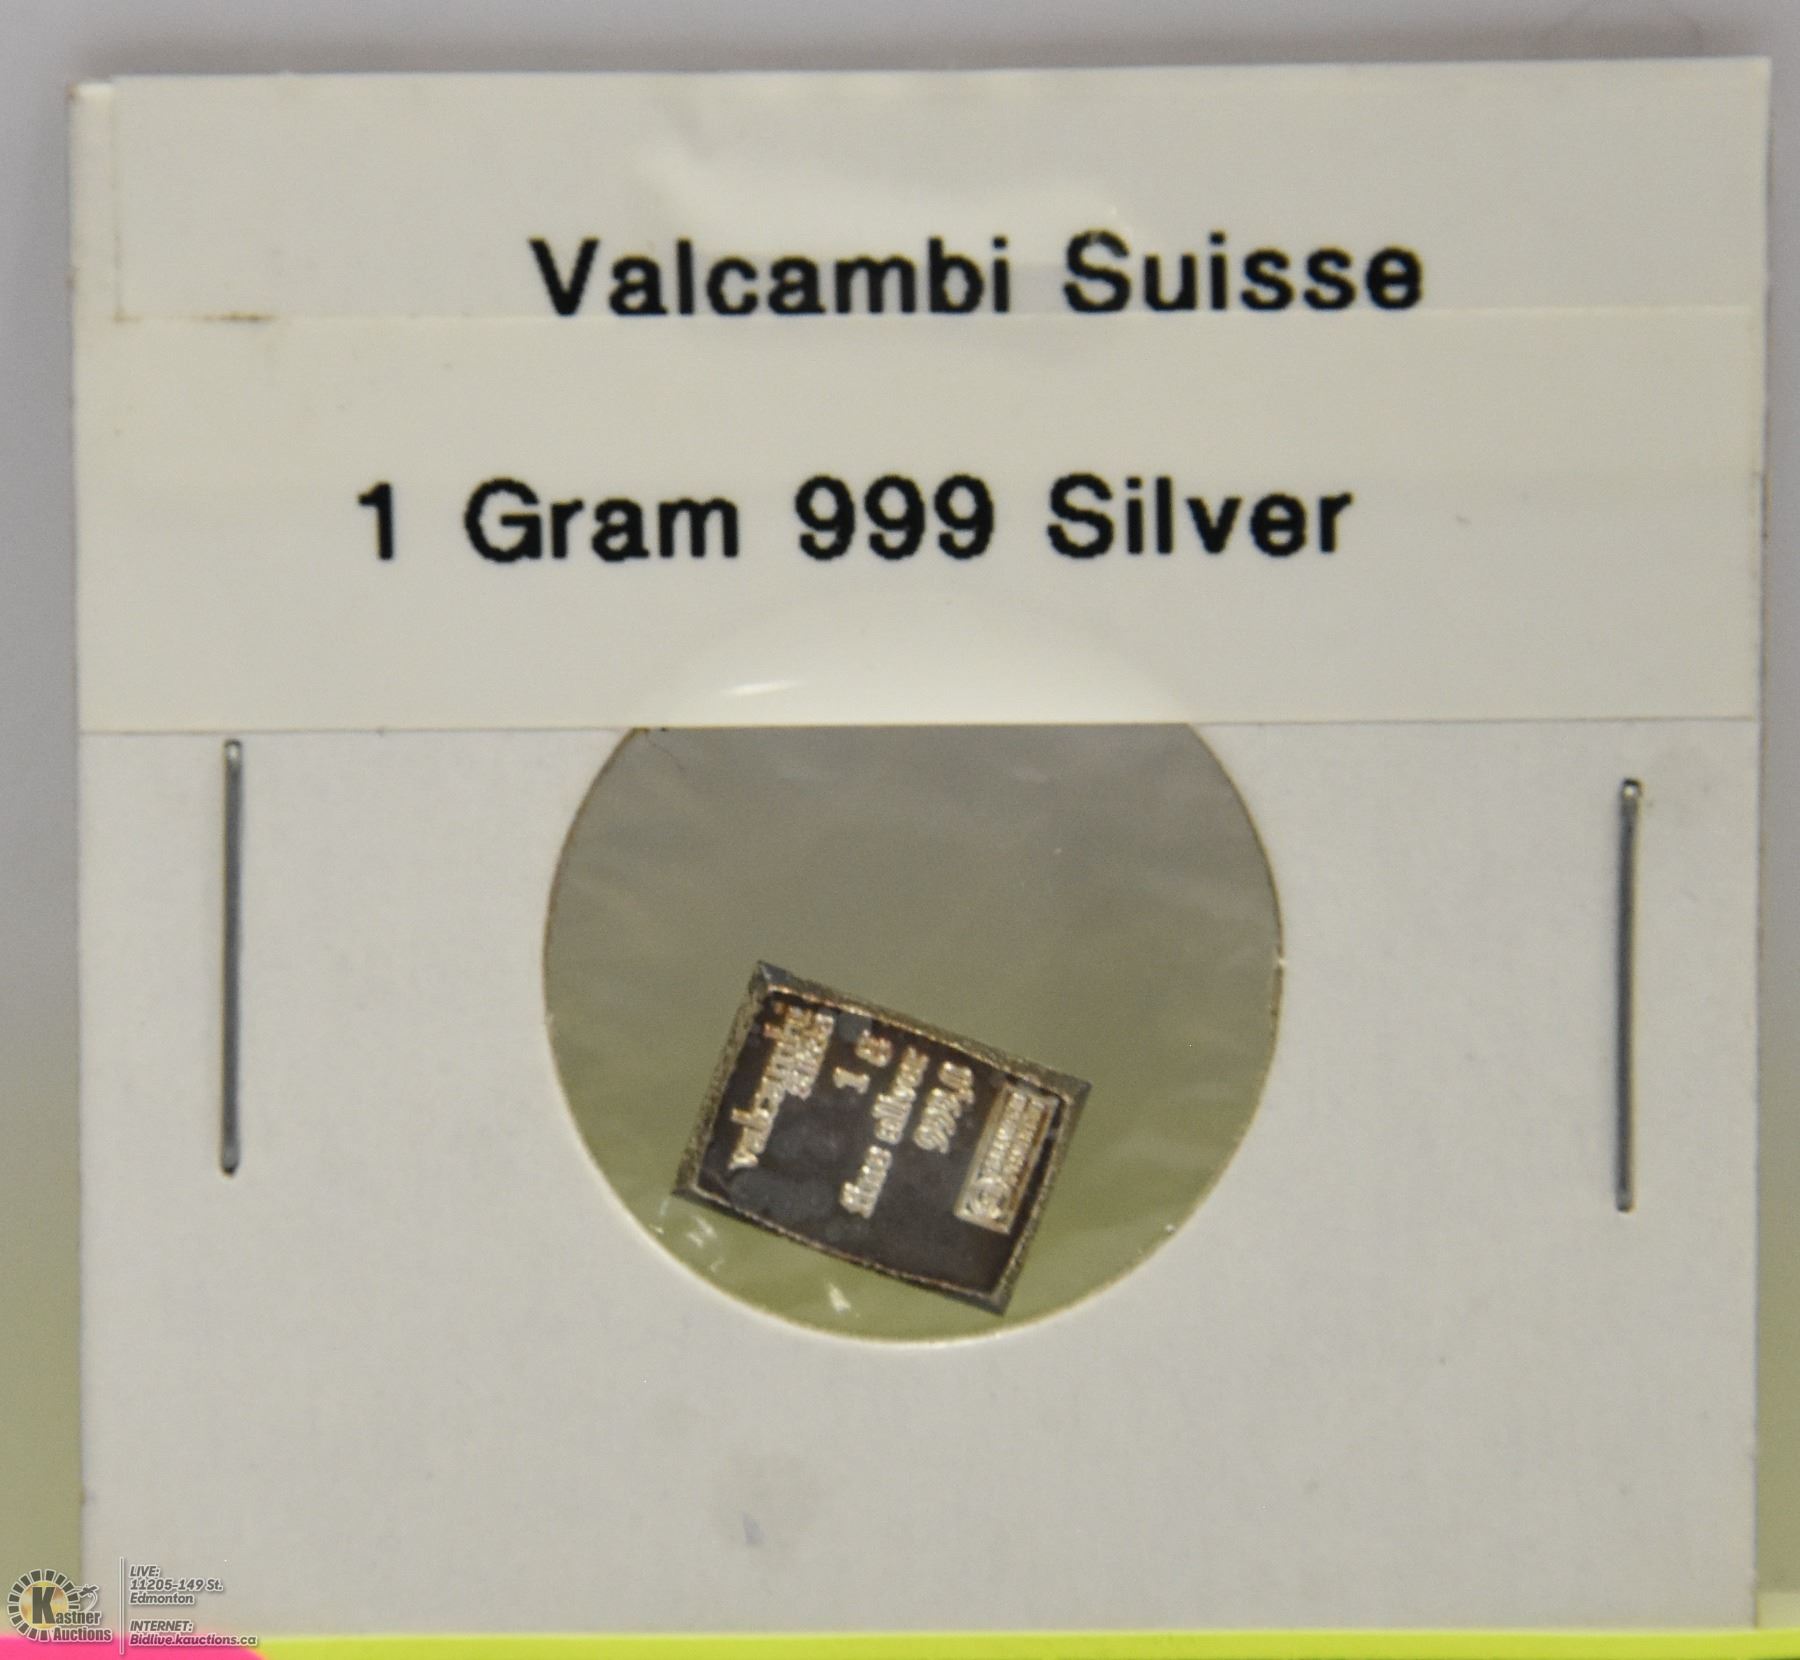 Valcambi Suisse
1 Gram 999 Silver
valcambi
suisse
1 g
fine silver
999,0
Kastner
Auctions
LIVE:
11205-149 St.
Edmonton
INTERNET:
Bidlive.kauctions.ca